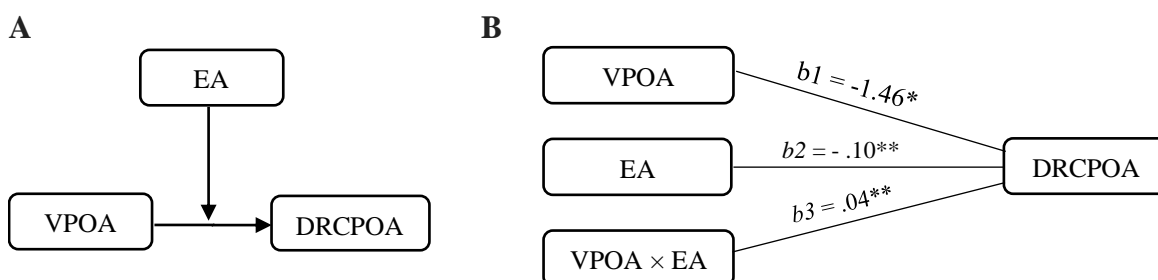 A
EA
VPOA
DRCPOA
B
VPOA
b1 = -1.46*
EA
b2 = - .10**
DRCPOA
b3 = .04**
VPOA × EA